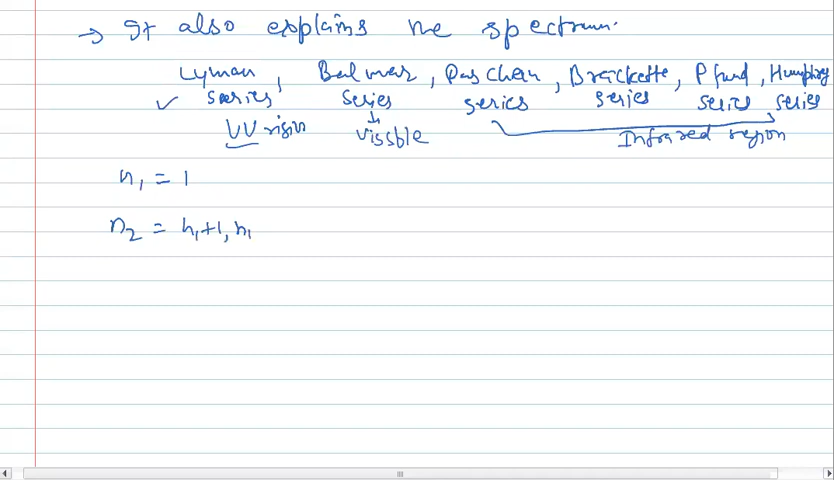 → It also explains the spectrum.
Lyman series, Balmer series, Paschen series, Brackette series, Pfund series, Humphrey series
✓ UV rision visible Infrared region
n₁ = 1
n₂ = n₁+1, n₁